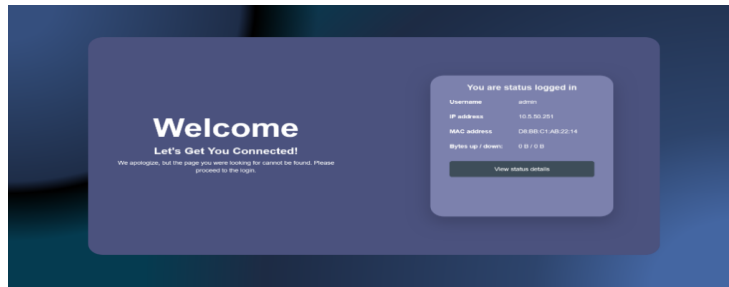 Welcome
Let's Get You Connected!
We apologize, but the page you were looking for cannot be found. Please
proceed to the login.
You are status logged in
Username admin
IP address 10.5.50.251
MAC address D8:BB:C1:AB:22:14
Bytes up / down: 0 B / 0 B
View status details